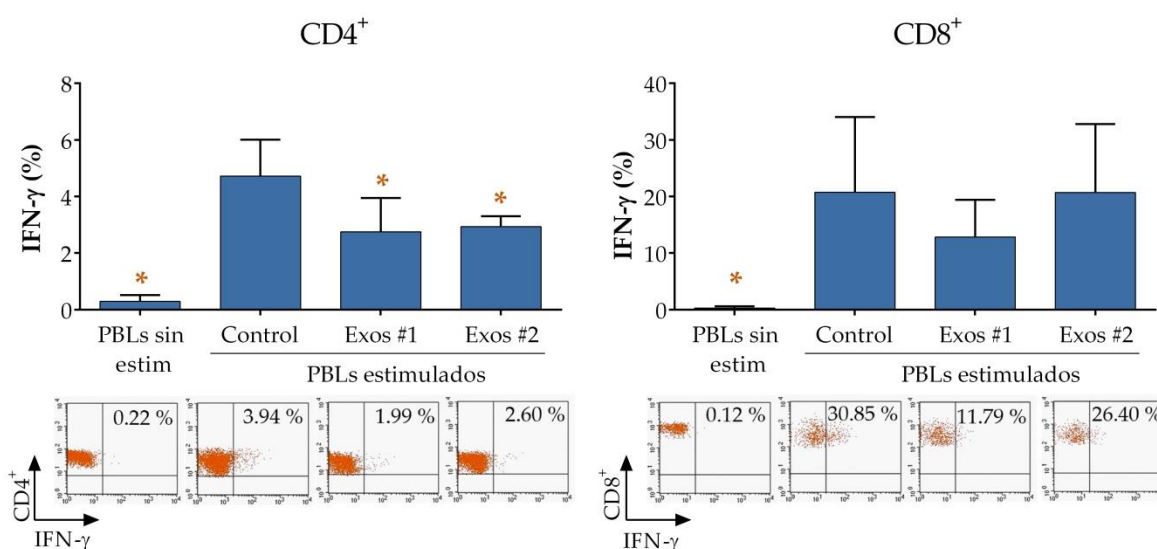 CD4⁺
IFN-γ (%)
8
6
4
2
0
*
*
*
PBLs sin estim
Control
Exos #1
Exos #2
PBLs estimulados
0.22 %
3.94 %
1.99 %
2.60 %
CD4⁺
IFN-γ
CD8⁺
IFN-γ (%)
40
30
20
10
0
*
PBLs sin estim
Control
Exos #1
Exos #2
PBLs estimulados
0.12 %
30.85 %
11.79 %
26.40 %
CD8⁺
IFN-γ